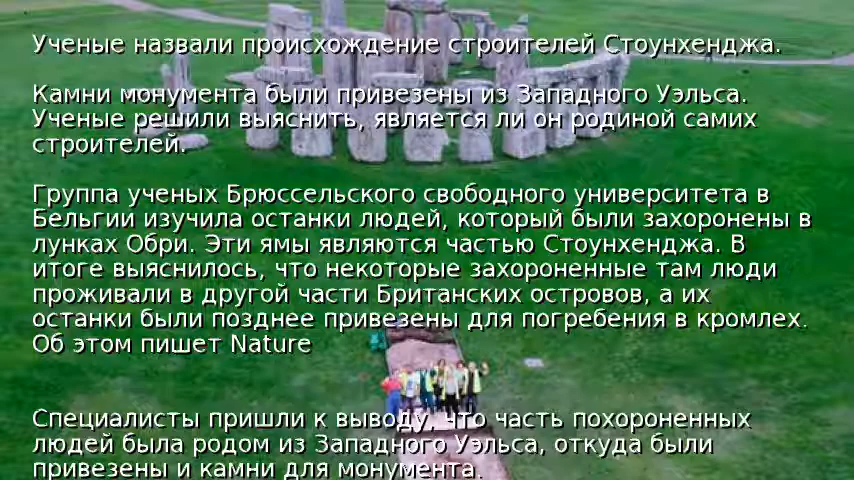 Ученые назвали происхождение строителей Стоунхенджа.
Камни монумента были привезены из Западного Уэльса.
Ученые решили выяснить, является ли он родиной самих
строителей.
Группа ученых Брюссельского свободного университета в
Бельгии изучила останки людей, который были захоронены в
лунках Обри. Эти ямы являются частью Стоунхенджа. В
итоге выяснилось, что некоторые захороненные там люди
проживали в другой части Британских островов, а их
останки были позднее привезены для погребения в кромлех.
Об этом пишет Nature
Специалисты пришли к выводу, что часть похороненных
людей была родом из Западного Уэльса, откуда были
привезены и камни для монумента.